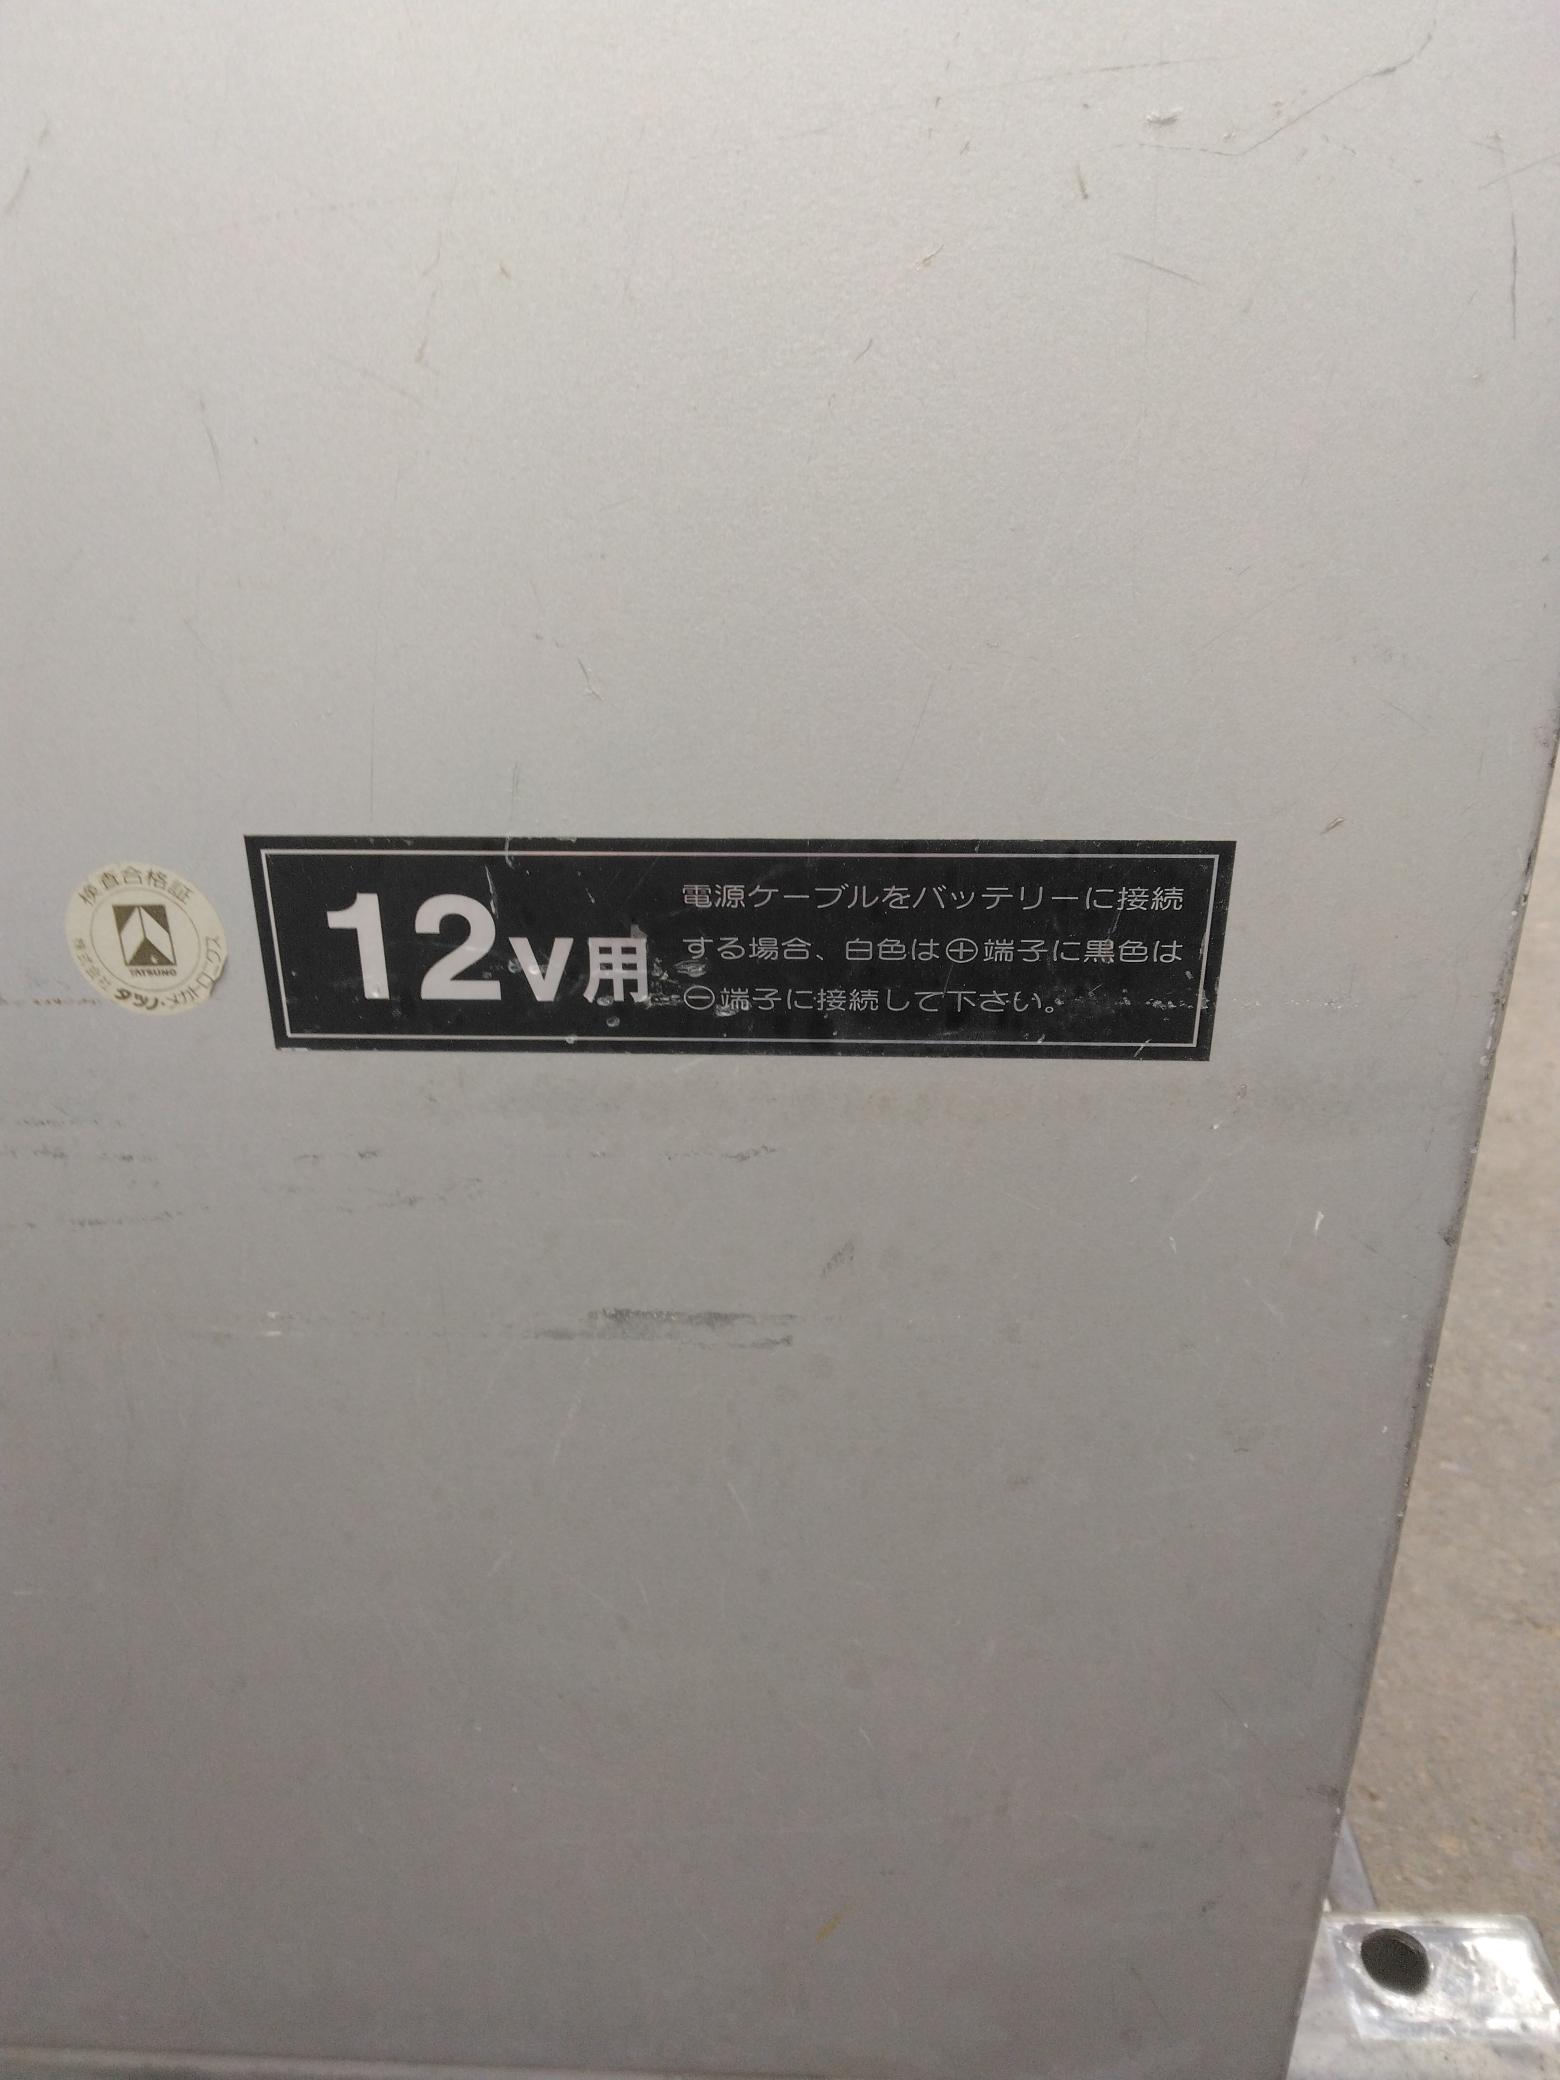 検査合格証
TATSUNO
株式会社 タツノ・メカトロニクス
12V用
電源ケーブルをバッテリーに接続
する場合、白色は⊕端子に黒色は
⊖端子に接続して下さい。